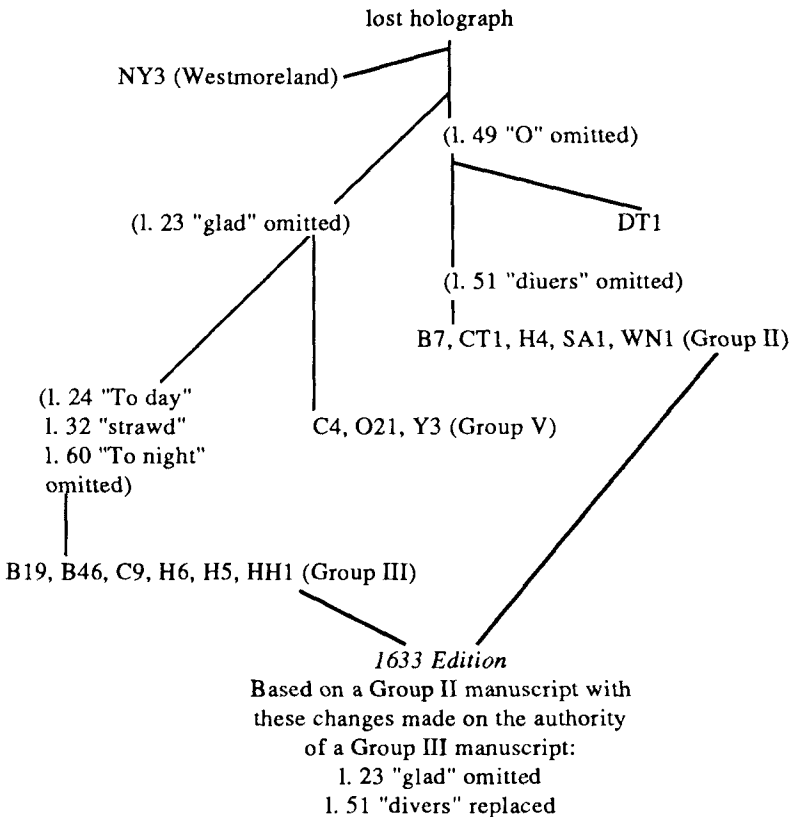 lost holograph
NY3 (Westmoreland)
(l. 49 "O" omitted)
(l. 23 "glad" omitted)
DT1
(l. 51 "diuers" omitted)
B7, CT1, H4, SA1, WN1 (Group II)
(l. 24 "To day"
l. 32 "strawd"
l. 60 "To night"
omitted)
C4, O21, Y3 (Group V)
B19, B46, C9, H6, H5, HH1 (Group III)
1633 Edition
Based on a Group II manuscript with
these changes made on the authority
of a Group III manuscript:
l. 23 "glad" omitted
l. 51 "divers" replaced